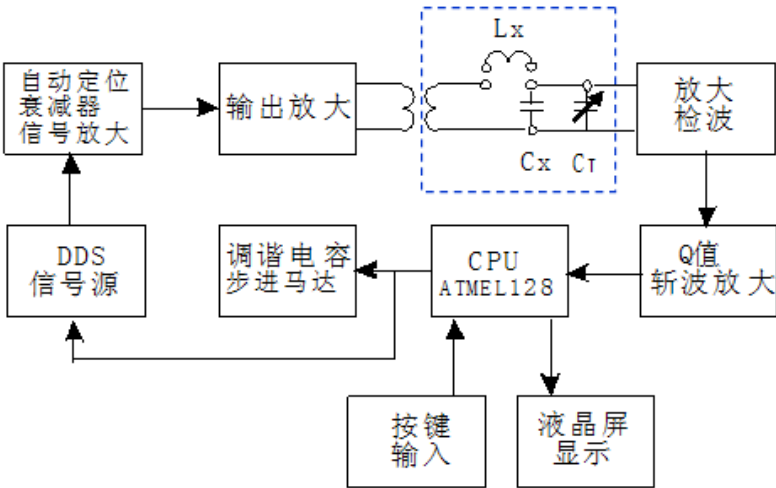 自动定位
衰减器
信号放大
输出放大
Lx
Cx
CT
放大
检波
DDS
信号源
调谐电容
步进马达
CPU
ATMEL128
Q值
斩波放大
按键
输入
液晶屏
显示